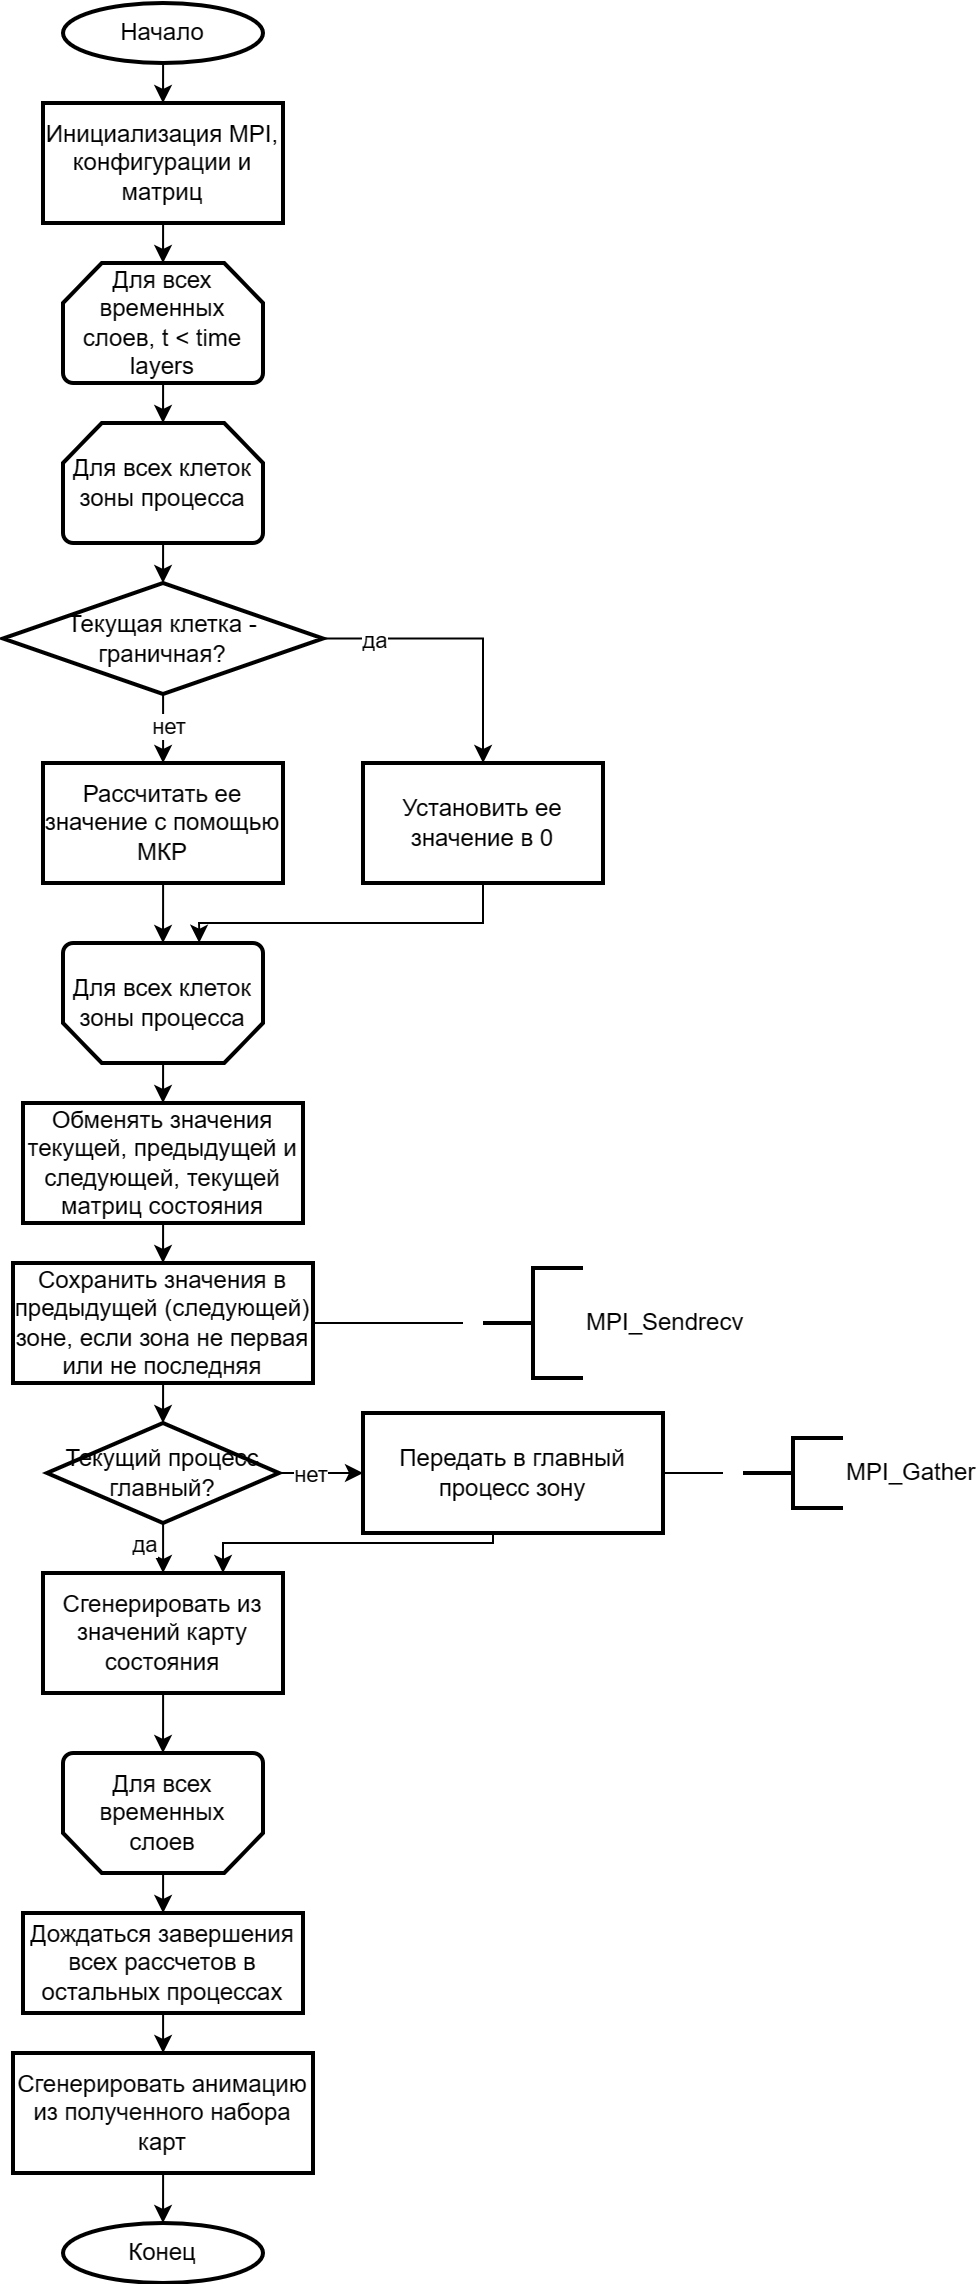 Начало
Инициализация MPI,
конфигурации и
матриц
Для всех
временных
слоев, t < time
layers
Для всех клеток
зоны процесса
Текущая клетка -
граничная?
да
нет
Рассчитать ее
значение с помощью
МКР
Установить ее
значение в 0
Для всех клеток
зоны процесса
Обменять значения
текущей, предыдущей и
следующей, текущей
матриц состояния
Сохранить значения в
предыдущей (следующей)
зоне, если зона не первая
или не последняя
MPI_Sendrecv
Текущий процесс
главный?
нет
Передать в главный
процесс зону
MPI_Gather
да
Сгенерировать из
значений карту
состояния
Для всех
временных
слоев
Дождаться завершения
всех рассчетов в
остальных процессах
Сгенерировать анимацию
из полученного набора
карт
Конец